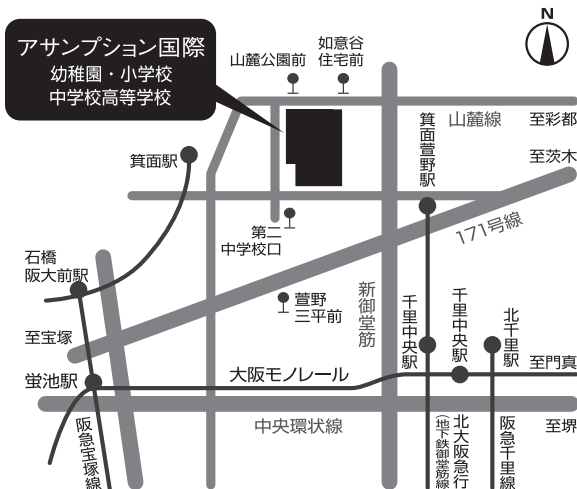 N
アサンプション国際
幼稚園・小学校
中学校高等学校
山麓公園前
如意谷
住宅前
箕面萱野駅
山麓線
至彩都
至茨木
箕面駅
171号線
第二
中学校口
石橋
阪大前駅
萱野
三平前
新御堂筋
千里中央駅
千里中央駅
北千里駅
至宝塚
至門真
蛍池駅
大阪モノレール
中央環状線
至堺
阪急宝塚線
(地下鉄御堂筋線
北大阪急行
阪急千里線